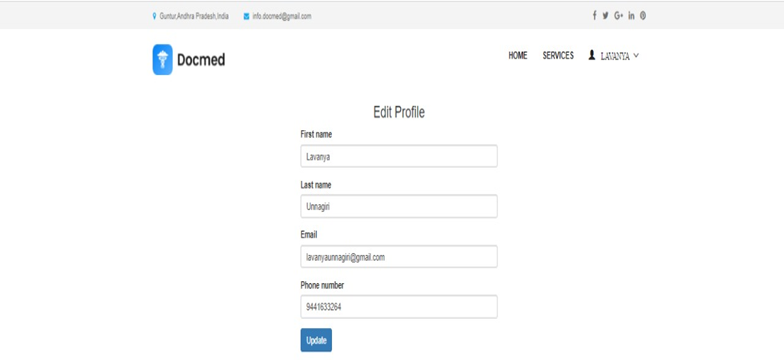 Guntur,Andhra Pradesh,India info.docmed@gmail.com
Docmed HOME SERVICES LAVANYA
Edit Profile
First name
Lavanya
Last name
Unnagiri
Email
lavanyaunnagiri@gmail.com
Phone number
9441633264
Update